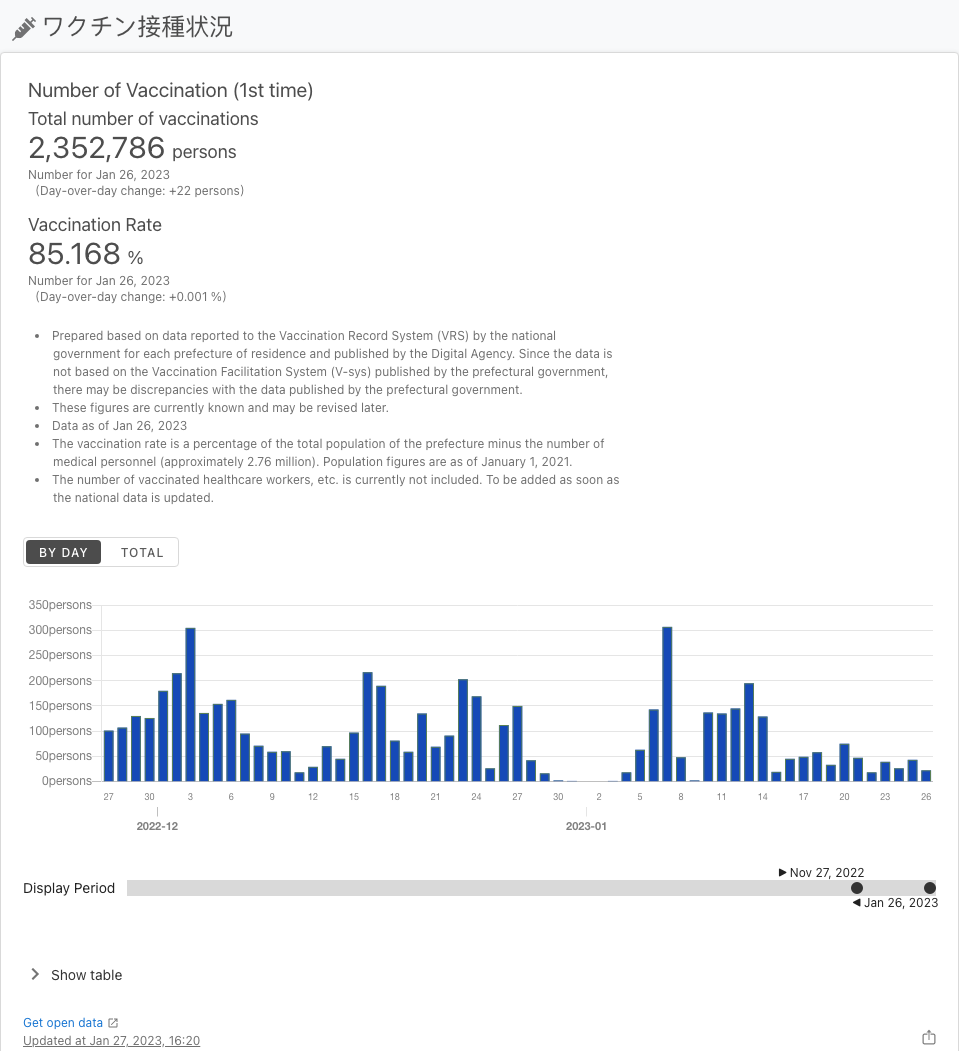 ワクチン接種状況
Number of Vaccination (1st time)
Total number of vaccinations
2,352,786 persons
Number for Jan 26, 2023
(Day-over-day change: +22 persons)
Vaccination Rate
85.168 %
Number for Jan 26, 2023
(Day-over-day change: +0.001 %)
• Prepared based on data reported to the Vaccination Record System (VRS) by the national
government for each prefecture of residence and published by the Digital Agency. Since the data is
not based on the Vaccination Facilitation System (V-sys) published by the prefectural government,
there may be discrepancies with the data published by the prefectural government.
• These figures are currently known and may be revised later.
• Data as of Jan 26, 2023
• The vaccination rate is a percentage of the total population of the prefecture minus the number of
medical personnel (approximately 2.76 million). Population figures are as of January 1, 2021.
• The number of vaccinated healthcare workers, etc. is currently not included. To be added as soon as
the national data is updated.
BY DAY TOTAL
350persons
300persons
250persons
200persons
150persons
100persons
50persons
0persons
27 30 3 6 9 12 15 18 21 24 27 30 2 5 8 11 14 17 20 23 26
2022-12 2023-01
▶ Nov 27, 2022
Display Period
◀ Jan 26, 2023
Show table
Get open data
Updated at Jan 27, 2023, 16:20